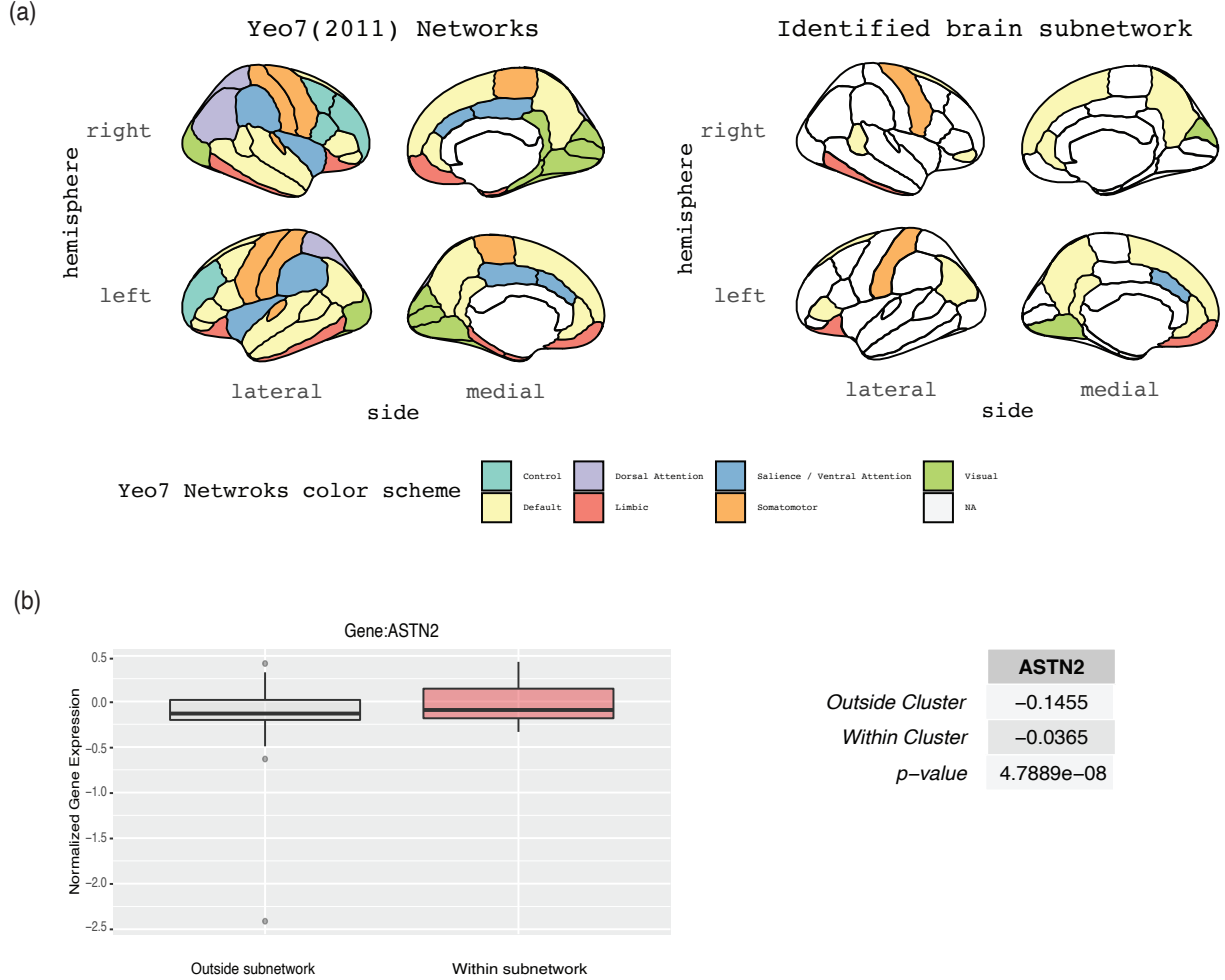 (a)
Yeo7(2011) Networks
Identified brain subnetwork
hemisphere
right
left
lateral
medial
side
hemisphere
right
left
lateral
medial
side
Yeo7 Netwroks color scheme
Control
Dorsal Attention
Salience / Ventral Attention
Visual
Default
Limbic
Somatomotor
NA
(b)
Gene:ASTN2
Normalized Gene Expression
0.5
0.0
−0.5
−1.0
−1.5
−2.0
−2.5
Outside subnetwork
Within subnetwork
ASTN2
Outside Cluster −0.1455
Within Cluster −0.0365
p−value 4.7889e−08